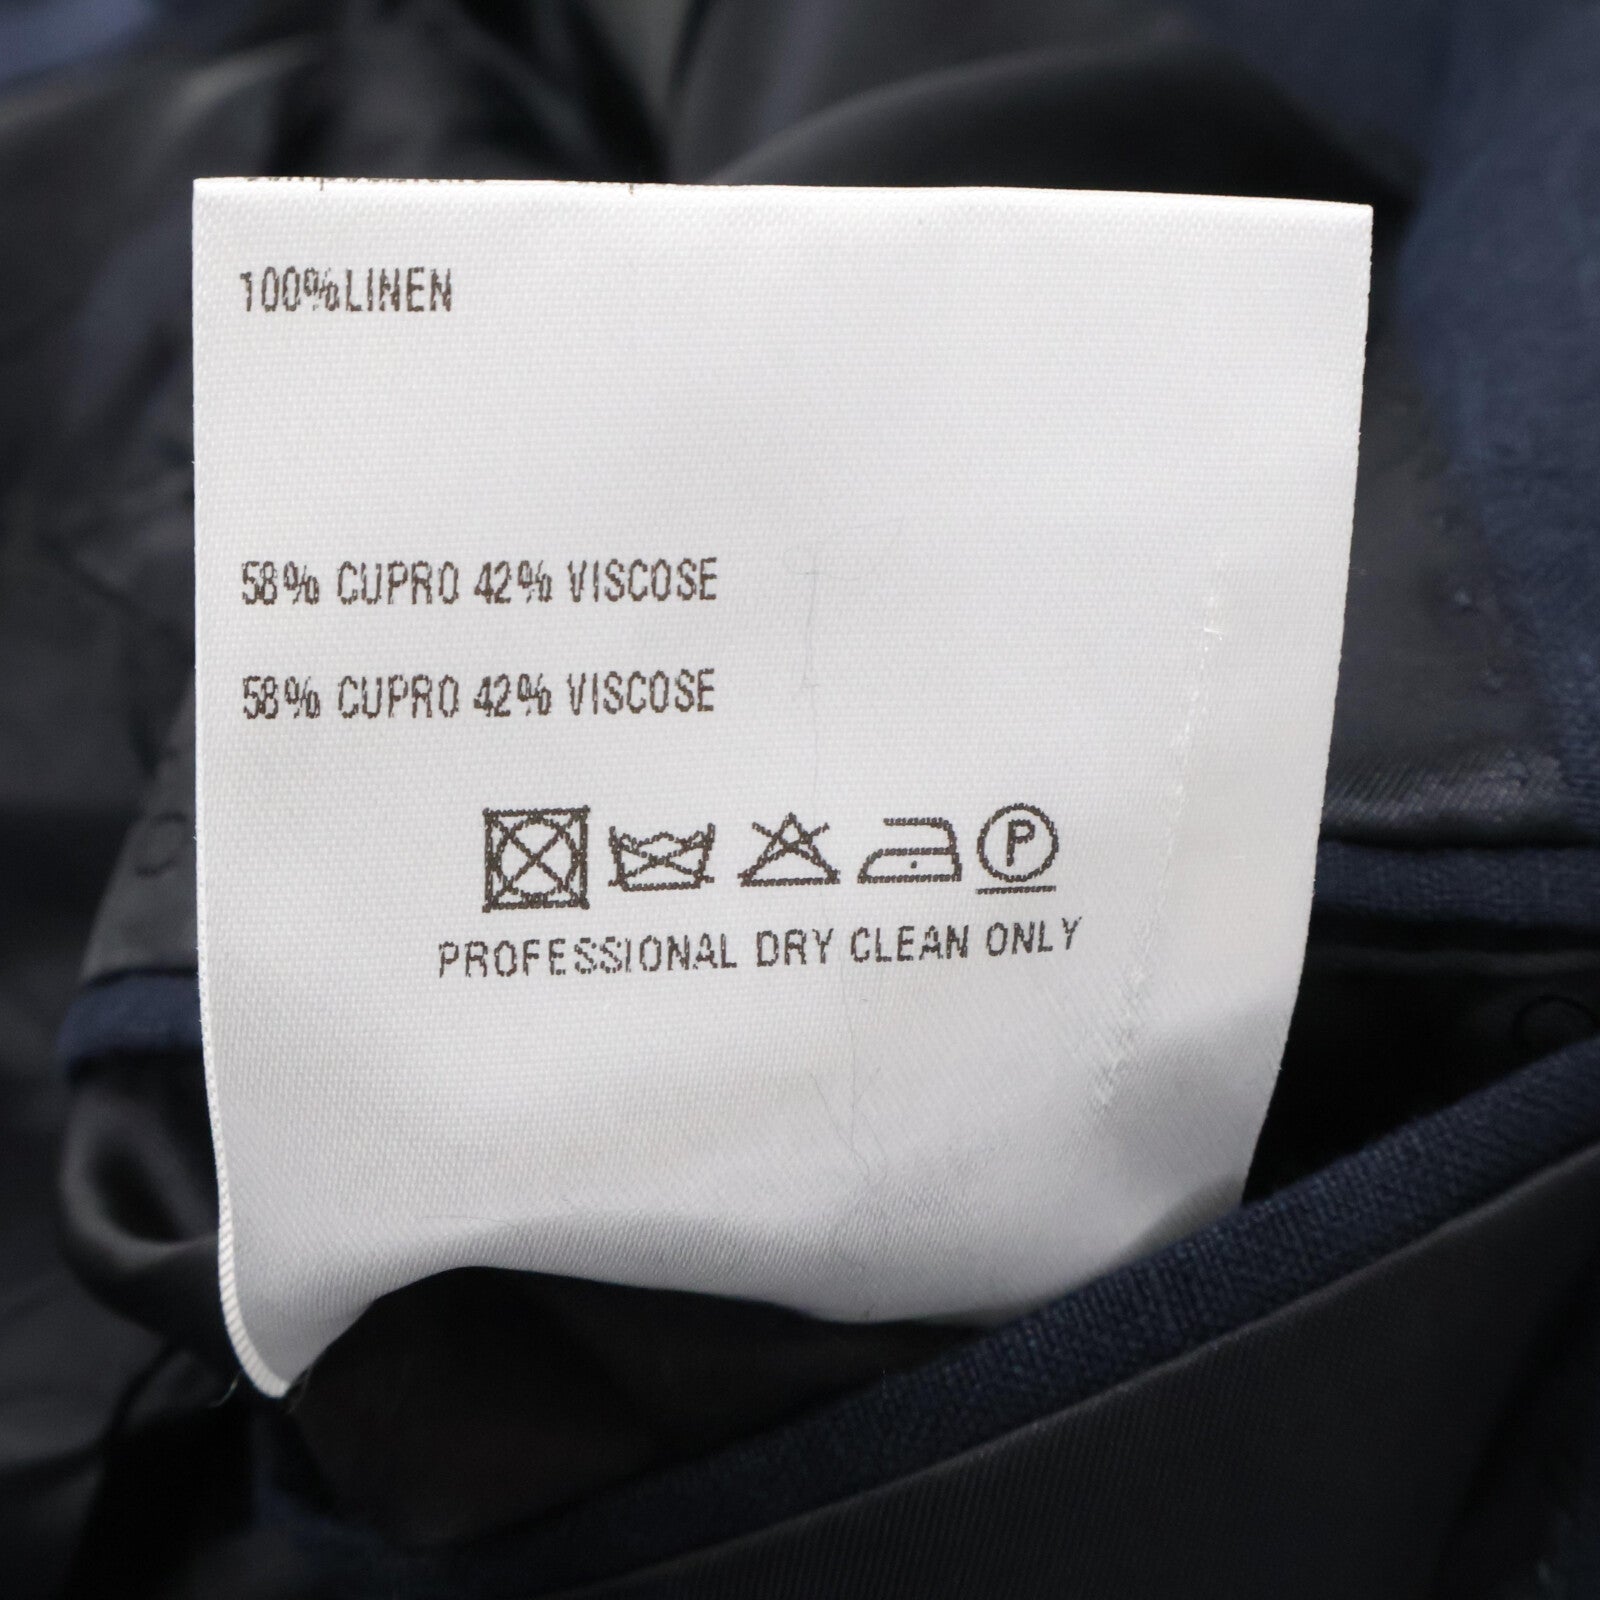 100%LINEN
58% CUPRO 42% VISCOSE
58% CUPRO 42% VISCOSE
P
PROFESSIONAL DRY CLEAN ONLY